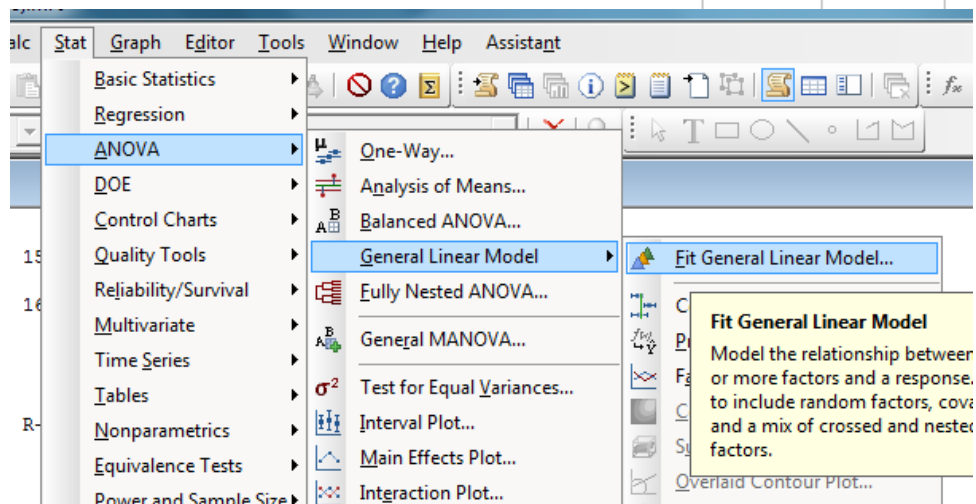 alc Stat Graph Editor Tools Window Help Assistant
Basic Statistics
Regression
ANOVA
DOE
Control Charts
Quality Tools
Reliability/Survival
Multivariate
Time Series
Tables
Nonparametrics
Equivalence Tests
Power and Sample Size
One-Way...
Analysis of Means...
Balanced ANOVA...
General Linear Model
Fully Nested ANOVA...
General MANOVA...
Test for Equal Variances...
Interval Plot...
Main Effects Plot...
Interaction Plot...
Fit General Linear Model...
C
Pr
Fa
C
Su
Overlaid Contour Plot...
Fit General Linear Model
Model the relationship between
or more factors and a response.
to include random factors, cova
and a mix of crossed and nested
factors.
15
16
R-